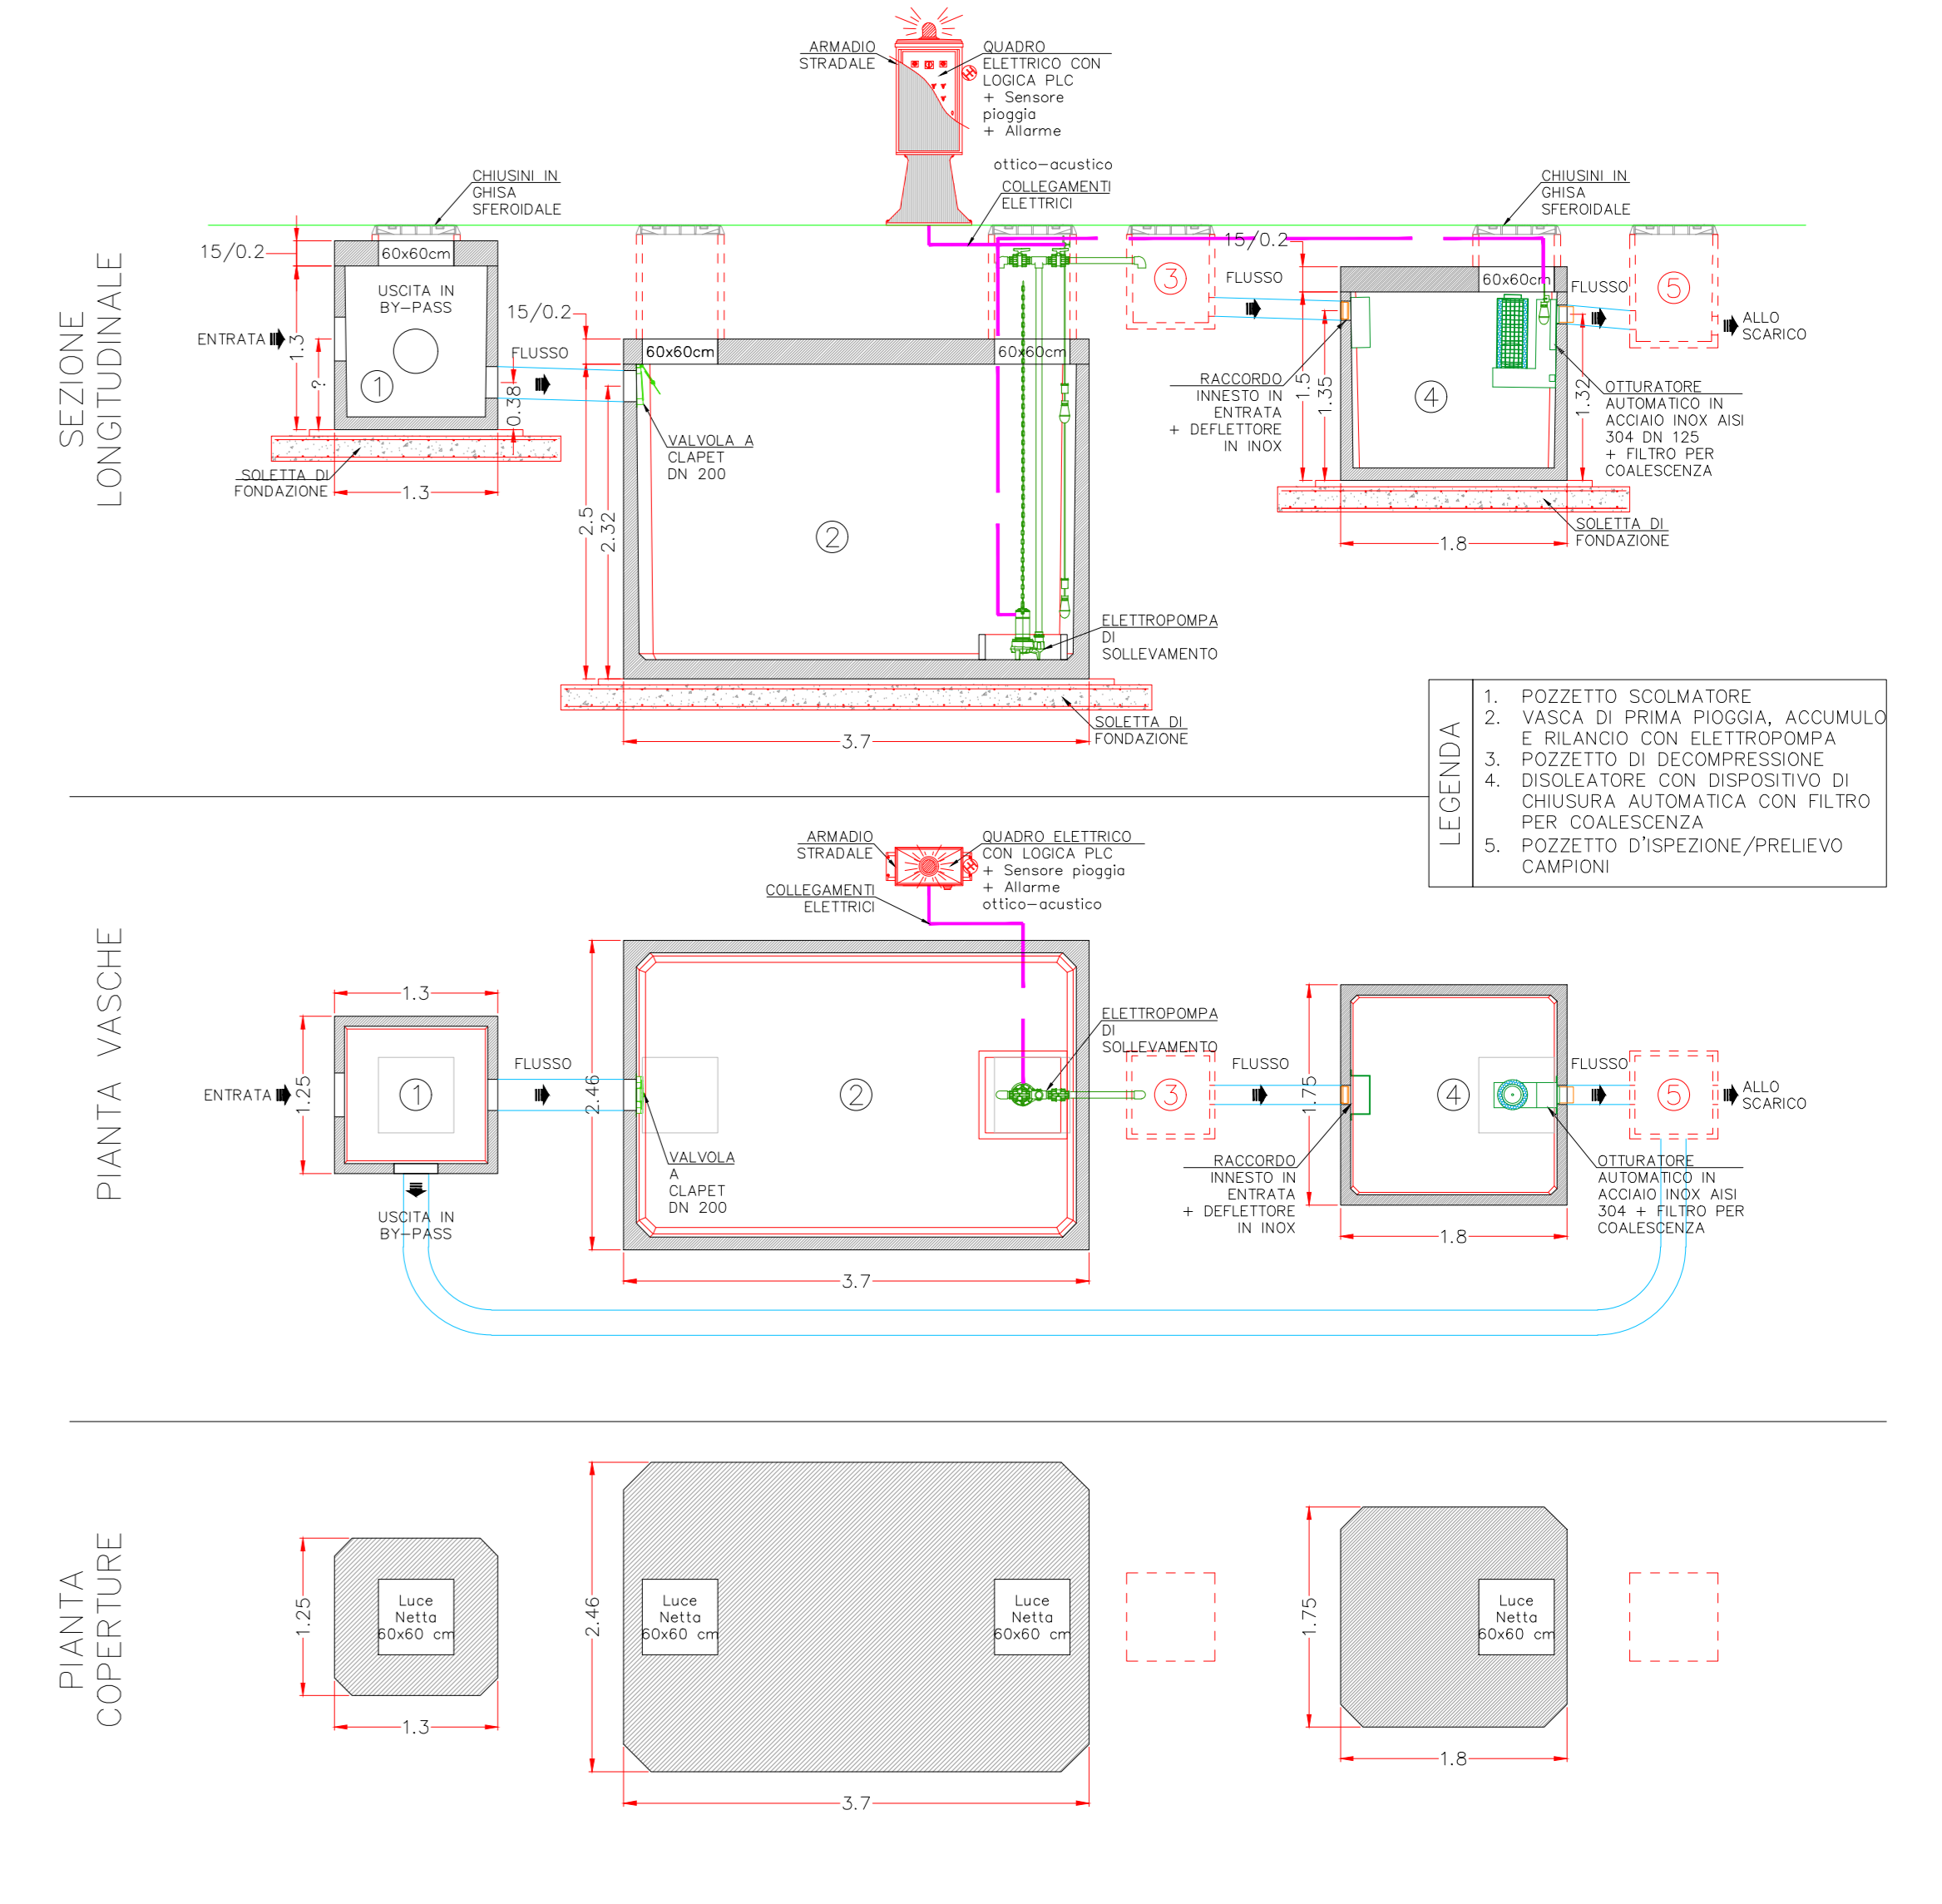 SEZIONE
LONGITUDINALE
ARMADIO
STRADALE
QUADRO
ELETTRICO CON
LOGICA PLC
+ Sensore
pioggia
+ Allarme
ottico-acustico
COLLEGAMENTI
ELETTRICI
CHIUSINI IN
GHISA
SFEROIDALE
CHIUSINI IN
GHISA
SFEROIDALE
15/0.2
60x60cm
USCITA IN
BY-PASS
ENTRATA
1.3
?
1
0.38
FLUSSO
15/0.2
SOLETTA DI
FONDAZIONE
1.3
60x60cm
60x60cm
VALVOLA A
CLAPET
DN 200
2.5
2.32
2
ELETTROPOMPA
DI
SOLLEVAMENTO
SOLETTA DI
FONDAZIONE
3.7
3
15/0.2
FLUSSO
60x60cm
FLUSSO
5
ALLO
SCARICO
RACCORDO
INNESTO IN
ENTRATA
+ DEFLETTORE
IN INOX
1.5
1.35
4
1.32
OTTURATORE
AUTOMATICO IN
ACCIAIO INOX AISI
304 DN 125
+ FILTRO PER
COALESCENZA
SOLETTA DI
FONDAZIONE
1.8
LEGENDA
1. POZZETTO SCOLMATORE
2. VASCA DI PRIMA PIOGGIA, ACCUMULO
E RILANCIO CON ELETTROPOMPA
3. POZZETTO DI DECOMPRESSIONE
4. DISOLEATORE CON DISPOSITIVO DI
CHIUSURA AUTOMATICA CON FILTRO
PER COALESCENZA
5. POZZETTO D'ISPEZIONE/PRELIEVO
CAMPIONI
PIANTA VASCHE
ARMADIO
STRADALE
QUADRO ELETTRICO
CON LOGICA PLC
+ Sensore pioggia
+ Allarme
ottico-acustico
COLLEGAMENTI
ELETTRICI
1.3
1.25
ENTRATA
1
FLUSSO
USCITA IN
BY-PASS
2.46
2
VALVOLA
A
CLAPET
DN 200
3.7
ELETTROPOMPA
DI
SOLLEVAMENTO
3
FLUSSO
1.75
4
FLUSSO
5
ALLO
SCARICO
RACCORDO
INNESTO IN
ENTRATA
+ DEFLETTORE
IN INOX
1.8
OTTURATORE
AUTOMATICO IN
ACCIAIO INOX AISI
304 + FILTRO PER
COALESCENZA
PIANTA
COPERTURE
1.25
Luce
Netta
60x60 cm
1.3
2.46
Luce
Netta
60x60 cm
Luce
Netta
60x60 cm
3.7
1.75
Luce
Netta
60x60 cm
1.8